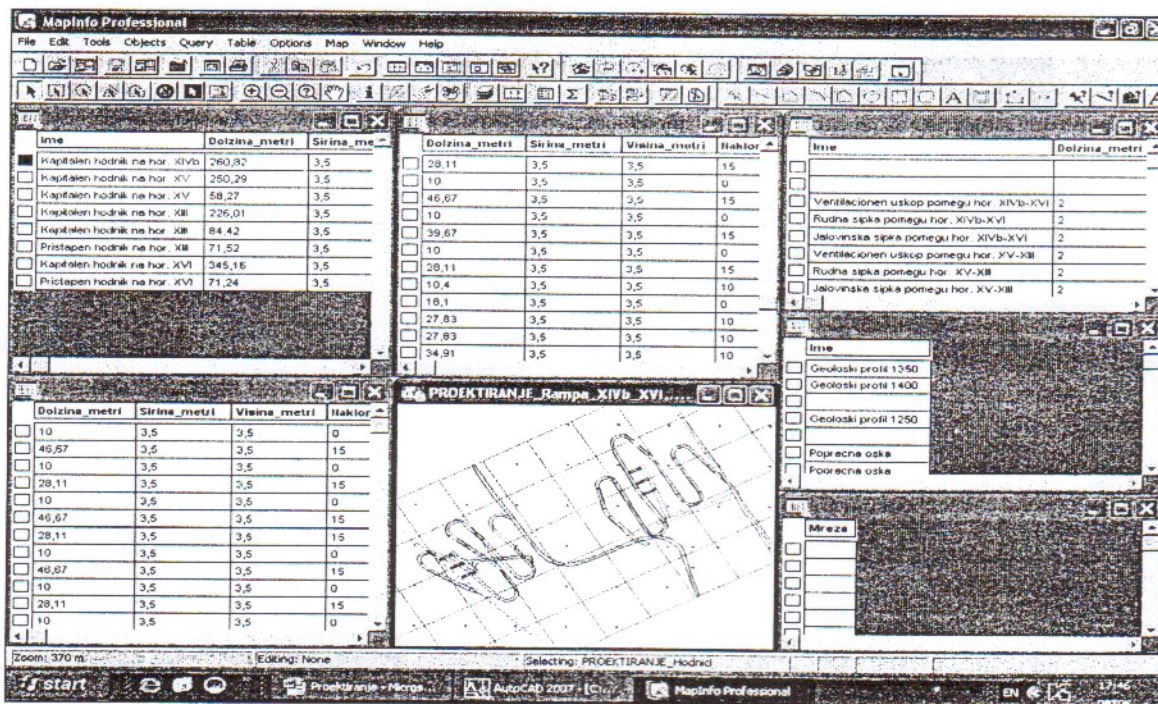 MapInfo Professional
File Edit Tools Objects Query Table Options Map Window Help
Ime Dolzina_metri Sirina_me
Kapitalen hodnik na hor. XIVb 260,82 3,5
Kapitalen hodnik na hor. XV 250,29 3,5
Kapitalen hodnik na hor. XV 58,27 3,5
Kapitalen hodnik na hor. XIII 226,01 3,5
Kapitalen hodnik na hor. XIII 84,42 3,5
Pristapen hodnik na hor. XIII 71,52 3,5
Kapitalen hodnik na hor. XVI 345,16 3,5
Pristapen hodnik na hor. XVI 71,24 3,5
Dolzina_metri Sirina_metri Visina_metri Naklor
28,11 3,5 3,5 15
10 3,5 3,5 0
46,67 3,5 3,5 15
10 3,5 3,5 0
39,67 3,5 3,5 15
10 3,5 3,5 0
28,11 3,5 3,5 15
10,4 3,5 3,5 10
18,1 3,5 3,5 0
27,83 3,5 3,5 10
27,83 3,5 3,5 10
34,91 3,5 3,5 10
Ime Dolzina_metri
Ventilacionen uskop pomegu hor. XIVb-XVI 2
Rudna sipka pomegu hor. XIVb-XVI 2
Jalovinska sipka pomegu hor. XIVb-XVI 2
Ventilacionen uskop pomegu hor. XV-XIII 2
Rudna sipka pomegu hor. XV-XIII 2
Jalovinska sipka pomegu hor. XV-XIII 2
Ime
Geoloski profil 1350
Geoloski profil 1400
Geoloski profil 1250
Poprecna oska
Poprecna oska
Dolzina_metri Sirina_metri Visina_metri Naklor
10 3,5 3,5 0
46,67 3,5 3,5 15
10 3,5 3,5 0
28,11 3,5 3,5 15
10 3,5 3,5 0
46,67 3,5 3,5 15
28,11 3,5 3,5 15
10 3,5 3,5 0
46,67 3,5 3,5 15
10 3,5 3,5 0
28,11 3,5 3,5 15
10 3,5 3,5 0
PROEKTIRANJE_Rampa_XIVb_XVI,...
Mreza
Zoom: 370 m Editing: None Selecting: PROEKTIRANJE_Hodnici
start Proektiranje - Micros... AutoCAD 2007 - [C:... MapInfo Professional EN 17:46